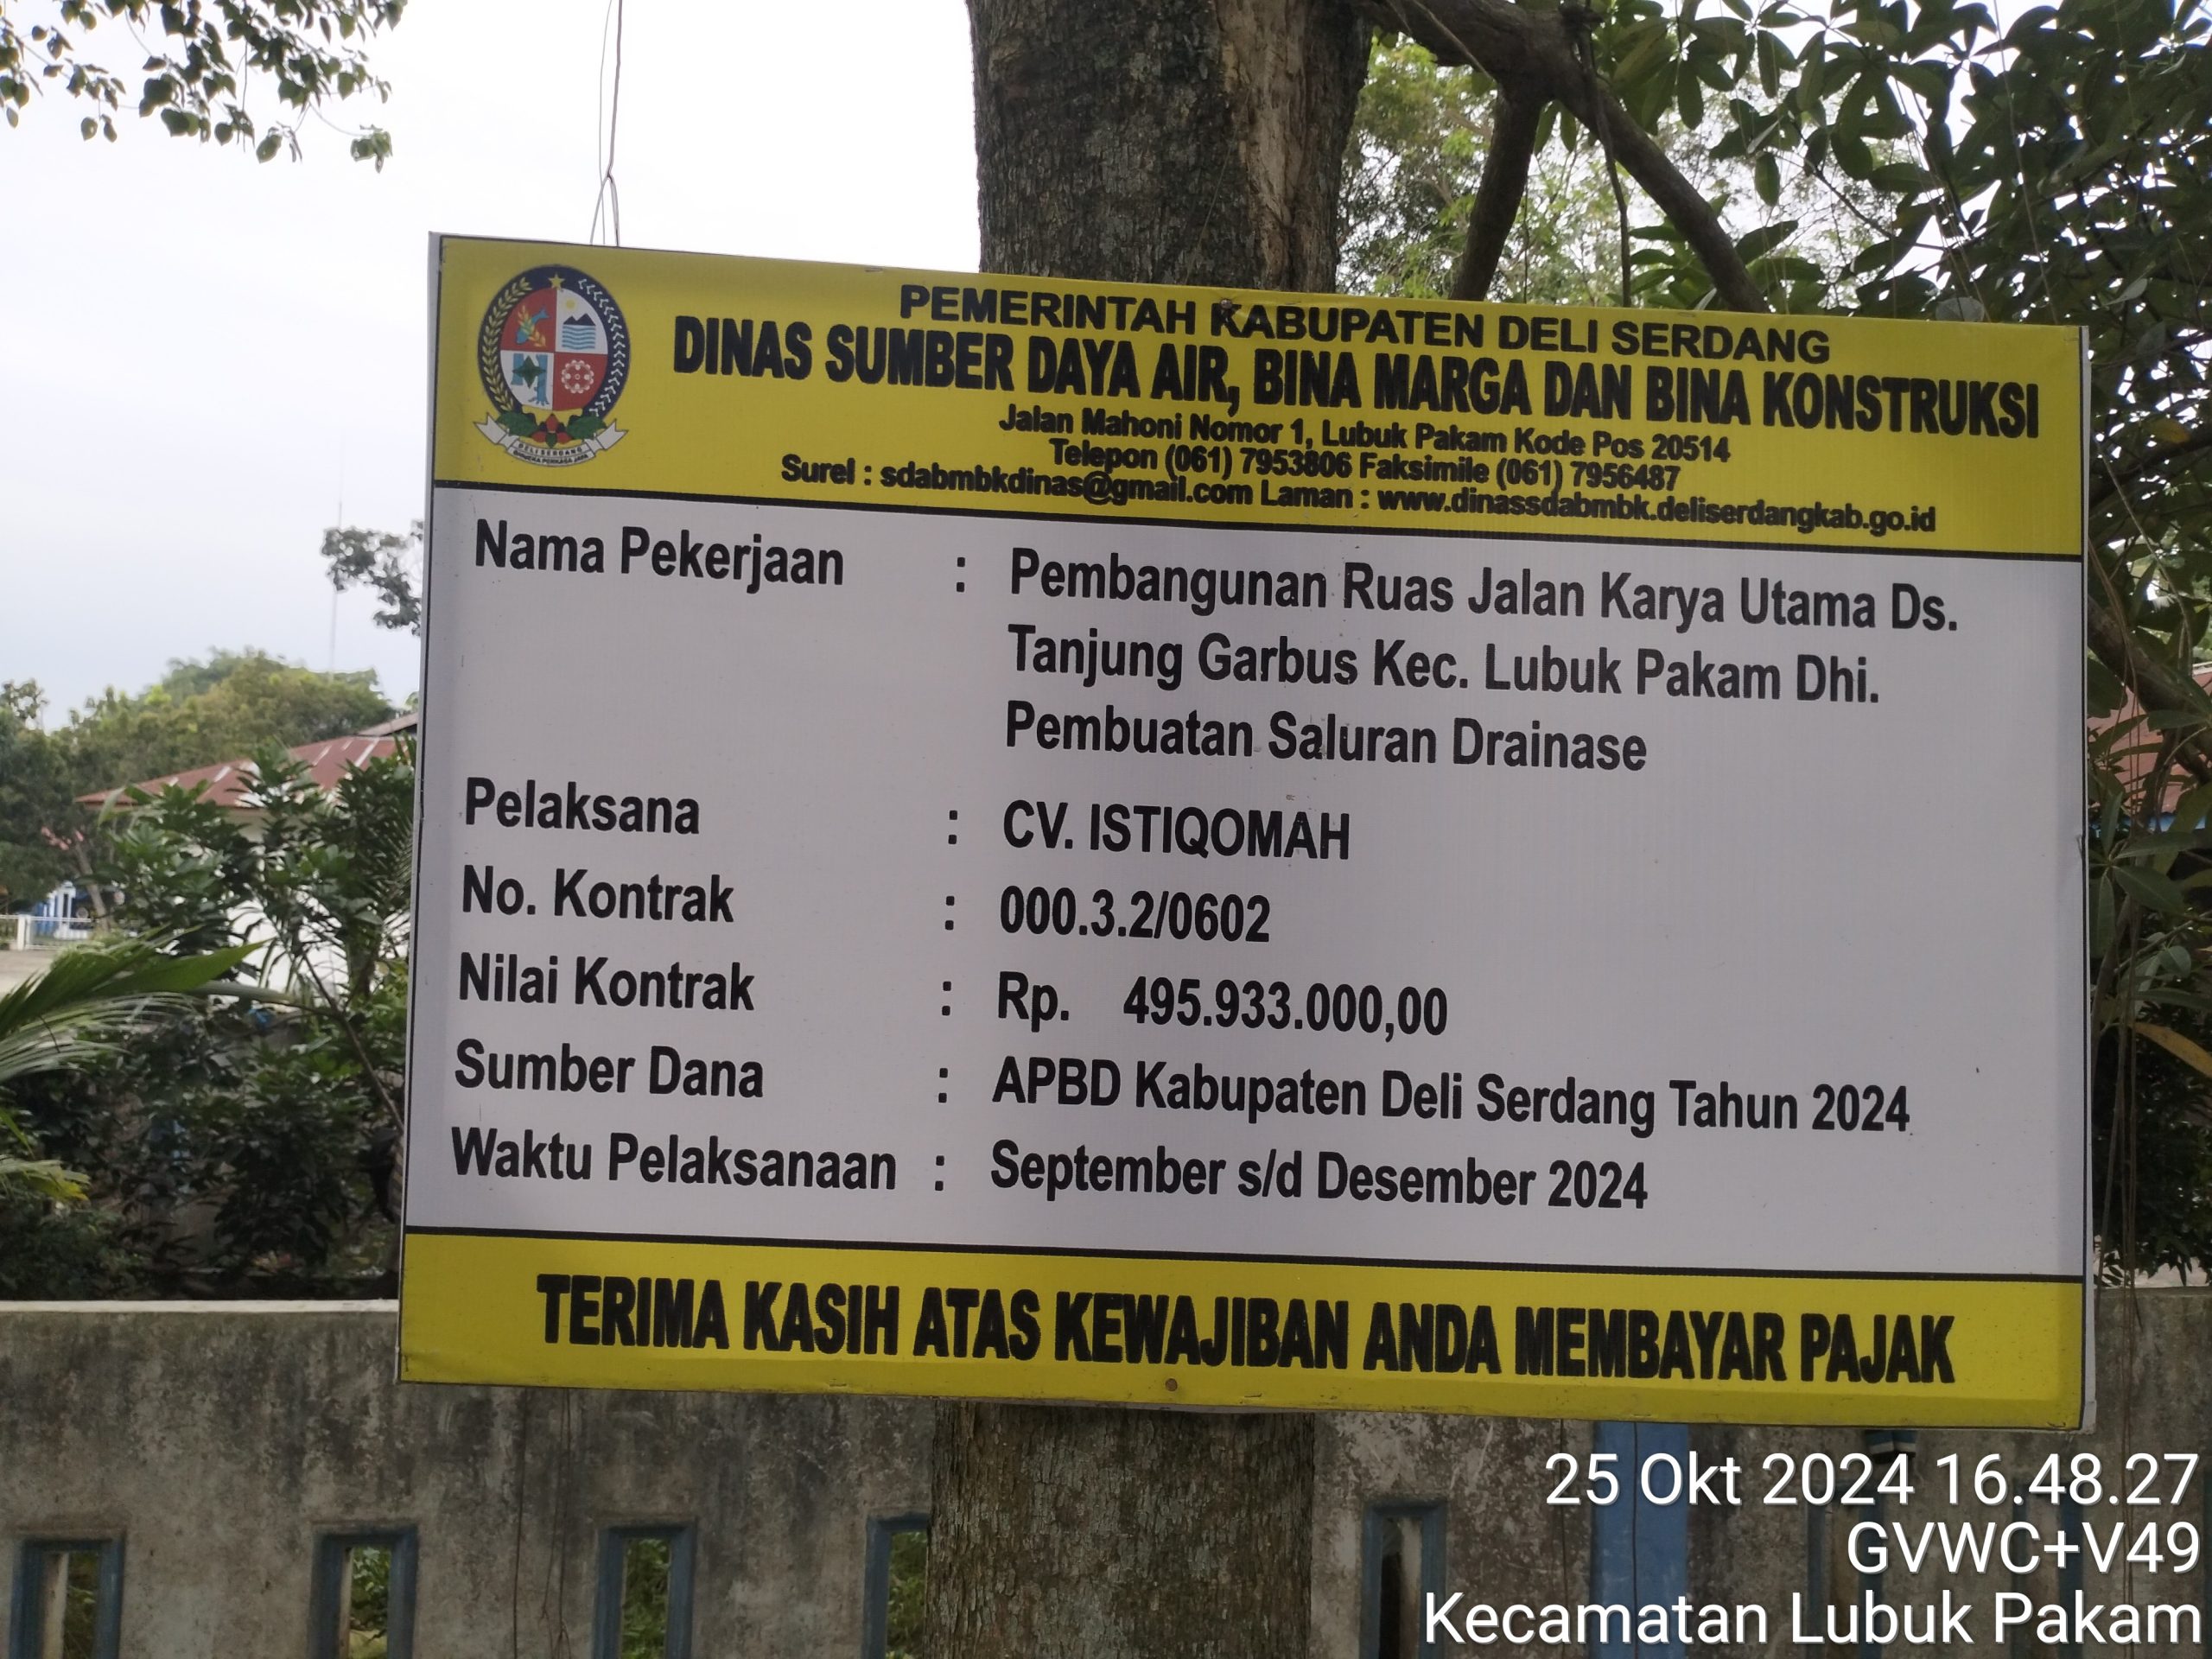 PEMERINTAH KABUPATEN DELI SERDANG
DINAS SUMBER DAYA AIR, BINA MARGA DAN BINA KONSTRUKSI
Jalan Mahoni Nomor 1, Lubuk Pakam Kode Pos 20514
Telepon (061) 7953806 Faksimile (061) 7956487
Surel : sdabmbkdinas@gmail.com Laman : www.dinassdabmbk.deliserdangkab.go.id
DELI SERDANG
Nama Pekerjaan : Pembangunan Ruas Jalan Karya Utama Ds.
Tanjung Garbus Kec. Lubuk Pakam Dhi.
Pembuatan Saluran Drainase
Pelaksana : CV. ISTIQOMAH
No. Kontrak : 000.3.2/0602
Nilai Kontrak : Rp. 495.933.000,00
Sumber Dana : APBD Kabupaten Deli Serdang Tahun 2024
Waktu Pelaksanaan : September s/d Desember 2024
TERIMA KASIH ATAS KEWAJIBAN ANDA MEMBAYAR PAJAK
25 Okt 2024 16.48.27
GVWC+V49
Kecamatan Lubuk Pakam